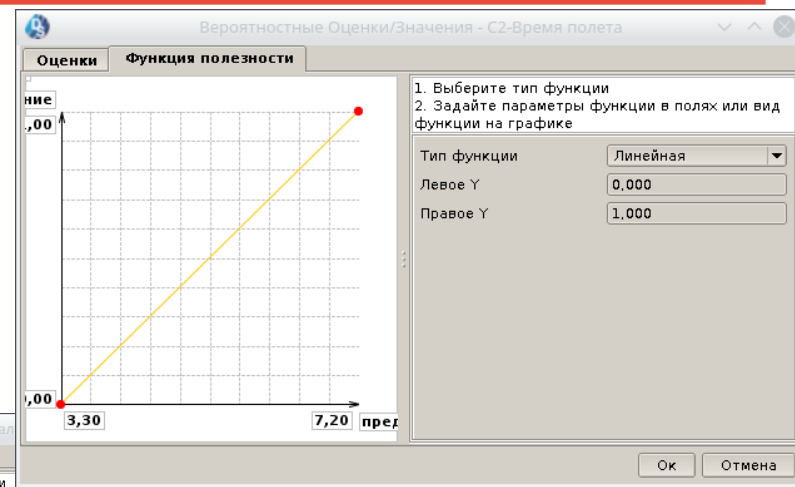 Вероятностные Оценки/Значения - С2-Время полета
Оценки
Функция полезности
ние
,00
,00
3,30
7,20
пред
1. Выберите тип функции
2. Задайте параметры функции в полях или вид
функции на графике
Тип функции
Линейная
Левое Y
0,000
Правое Y
1,000
Ок
Отмена
ал
и